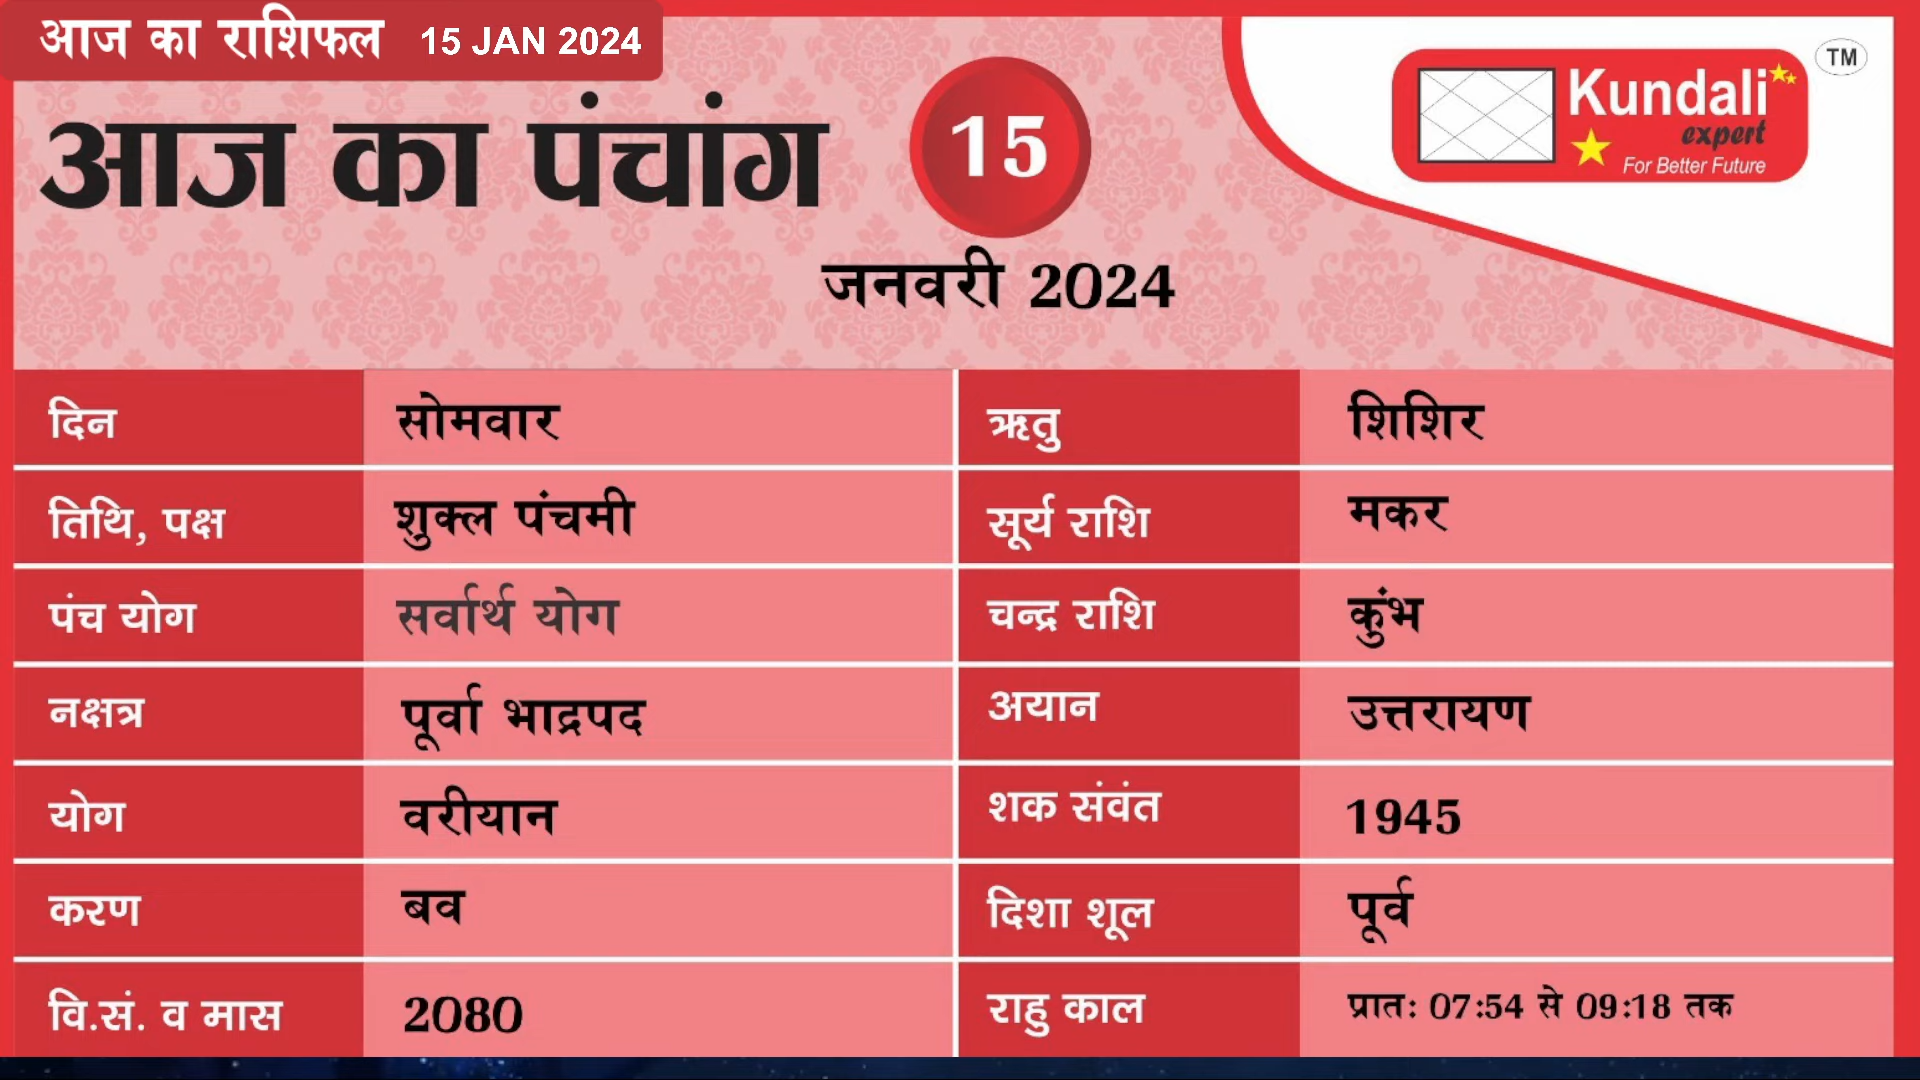 आज का राशिफल 15 JAN 2024
आज का पंचांग 15
जनवरी 2024
Kundali TM
expert
For Better Future
दिन सोमवार ऋतु शिशिर
तिथि, पक्ष शुक्ल पंचमी सूर्य राशि मकर
पंच योग सर्वार्थ योग चन्द्र राशि कुंभ
नक्षत्र पूर्वा भाद्रपद अयान उत्तरायण
योग वरीयान शक संवंत 1945
करण बव दिशा शूल पूर्व
वि.सं. व मास 2080 राहु काल प्रातः 07:54 से 09:18 तक